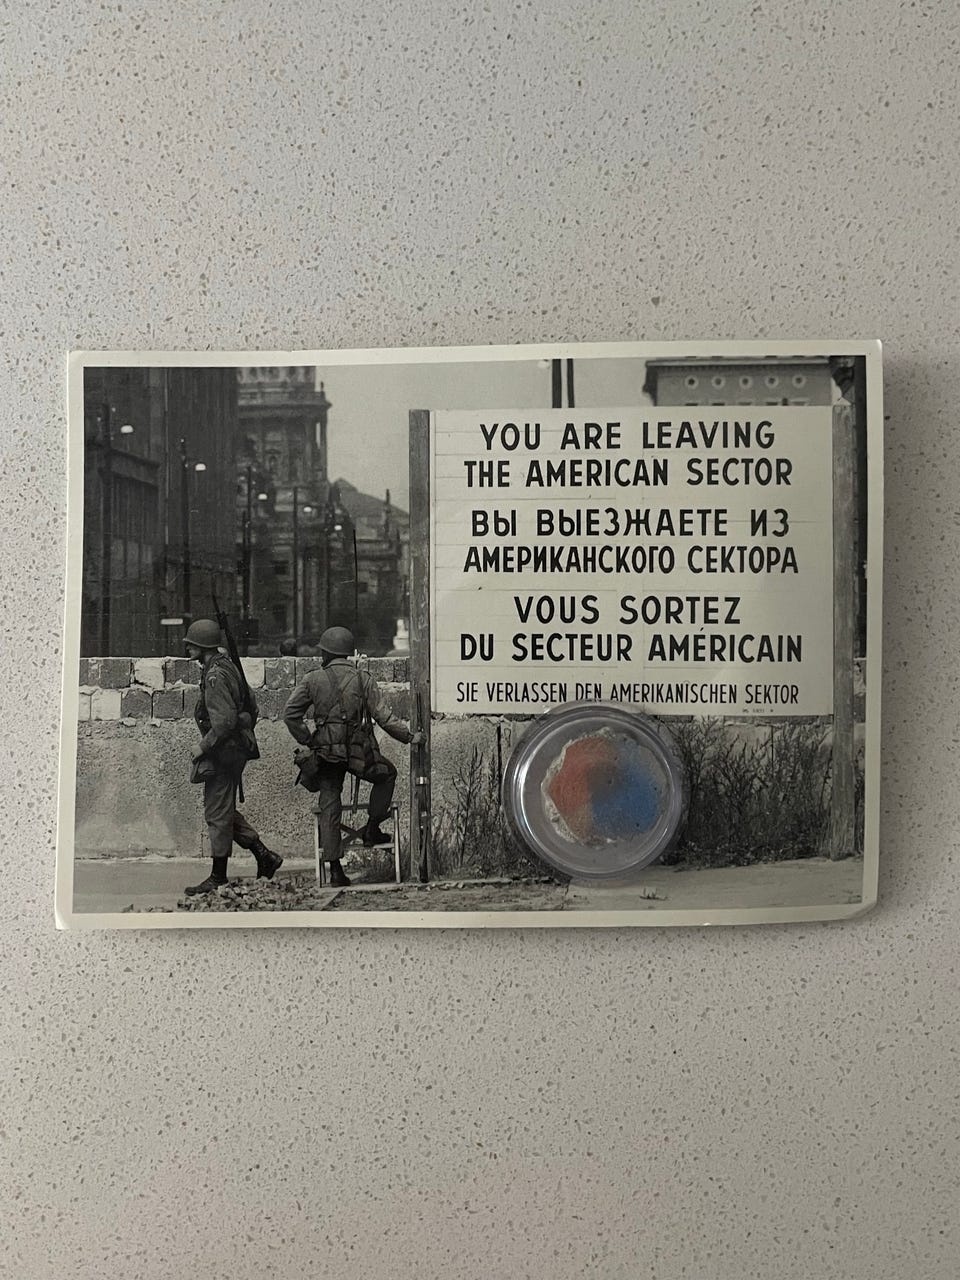 YOU ARE LEAVING
THE AMERICAN SECTOR
ВЫ ВЫЕЗЖАЕТЕ ИЗ
АМЕРИКАНСКОГО СЕКТОРА
VOUS SORTEZ
DU SECTEUR AMÉRICAIN
SIE VERLASSEN DEN AMERIKANISCHEN SEKTOR